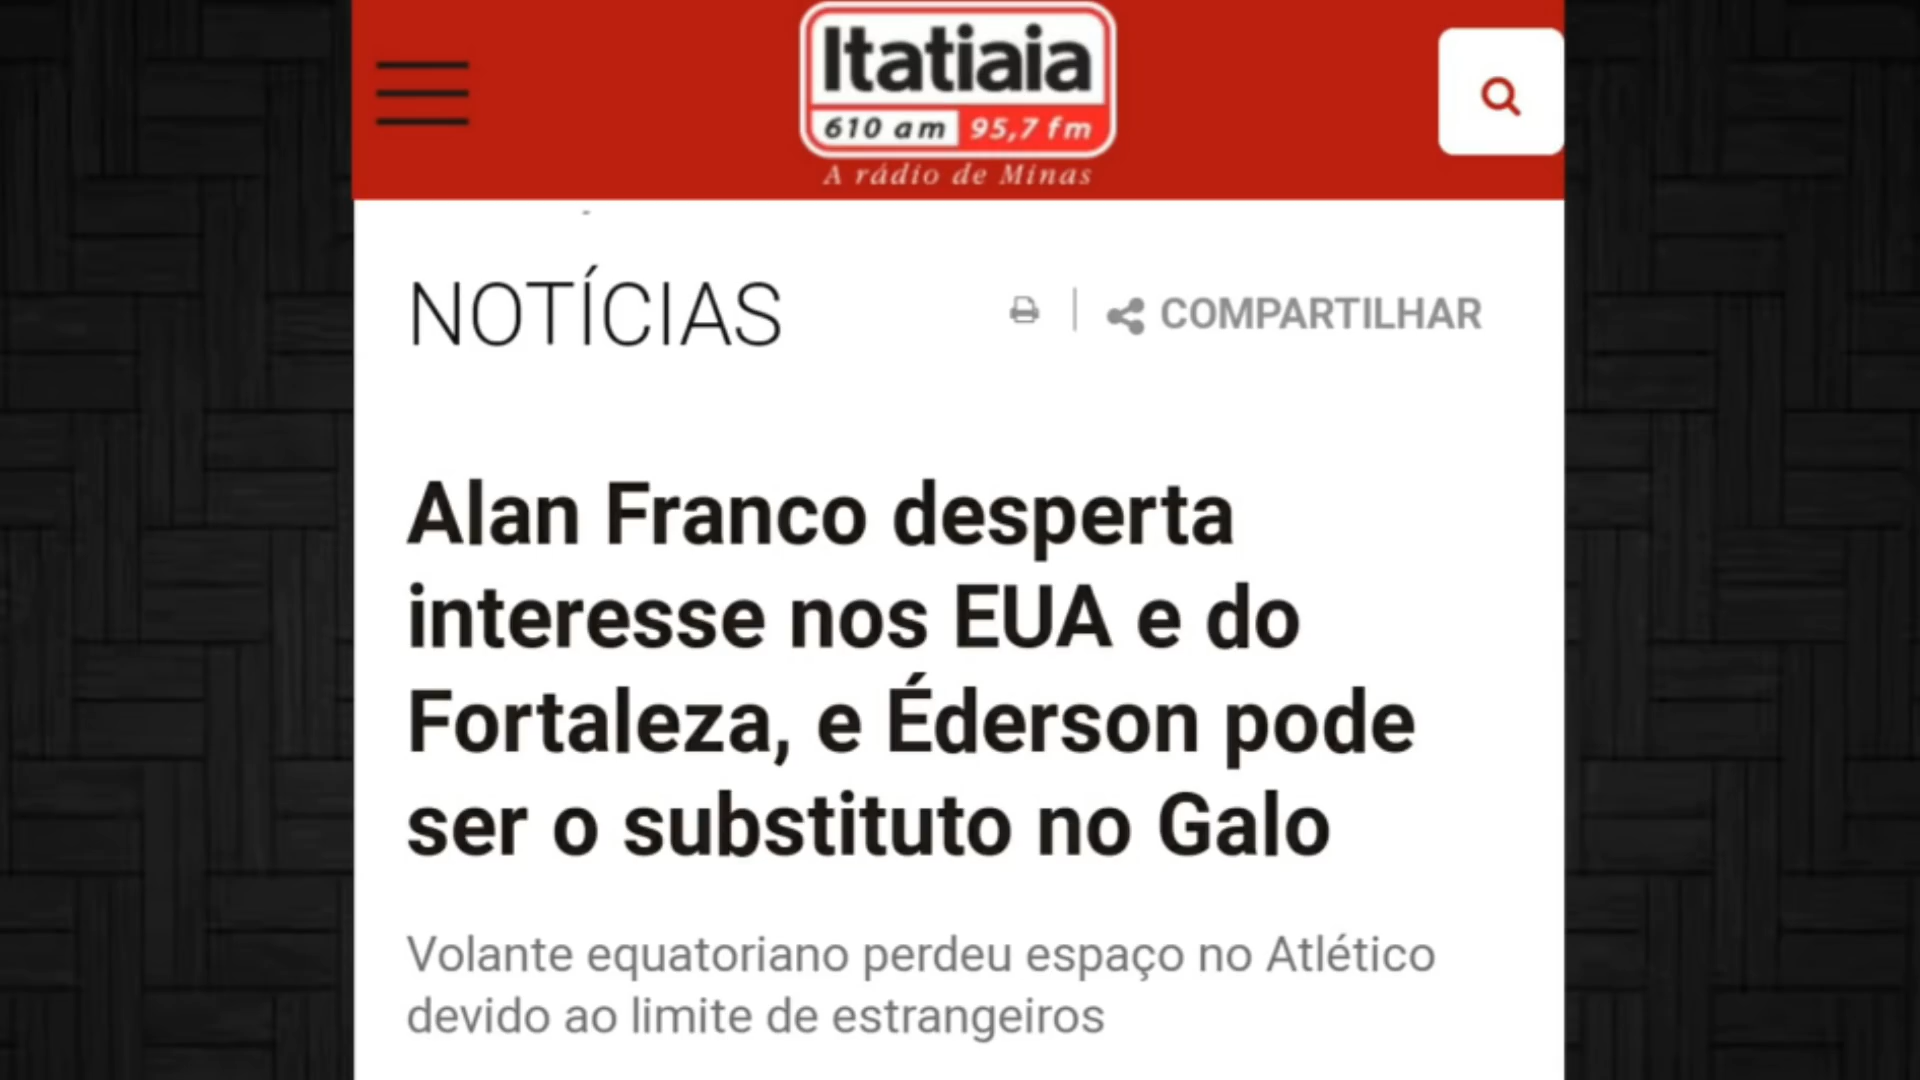 Itatiaia
610 am 95,7 fm
A rádio de Minas
NOTÍCIAS
COMPARTILHAR
Alan Franco desperta
interesse nos EUA e do
Fortaleza, e Éderson pode
ser o substituto no Galo
Volante equatoriano perdeu espaço no Atlético
devido ao limite de estrangeiros